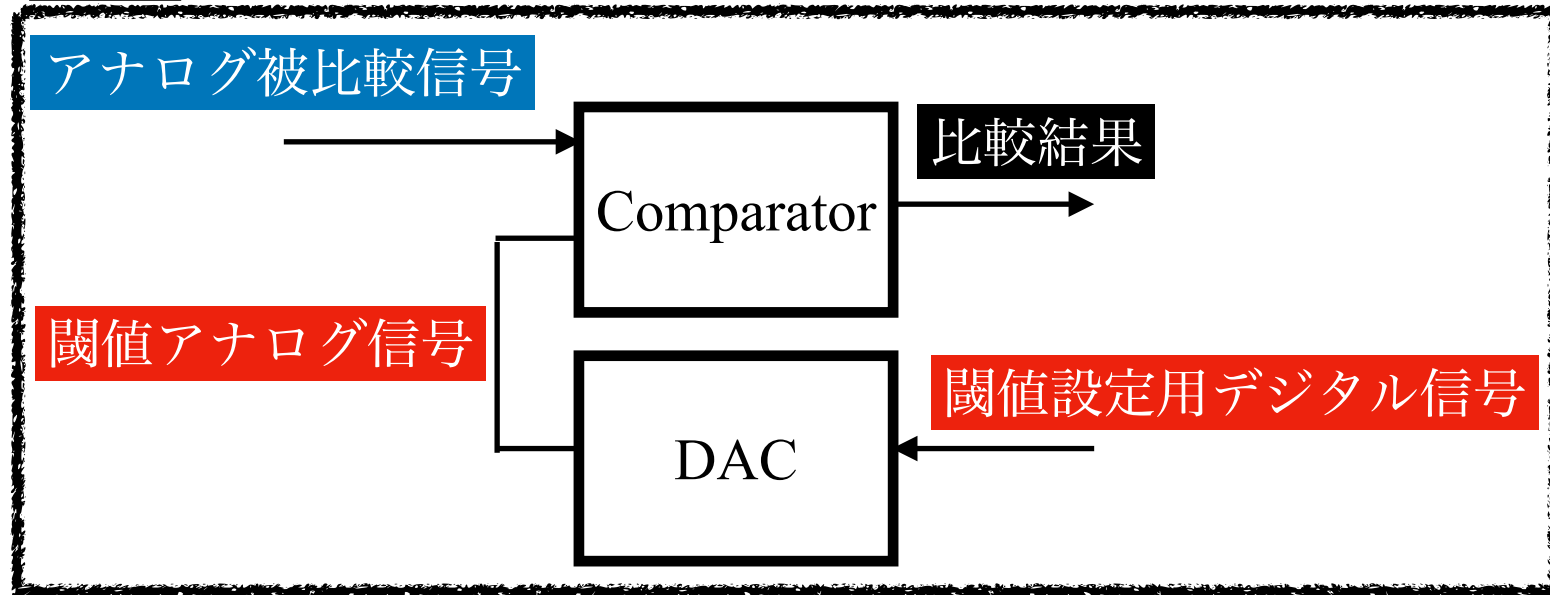 アナログ被比較信号
比較結果
Comparator
閾値アナログ信号
閾値設定用デジタル信号
DAC